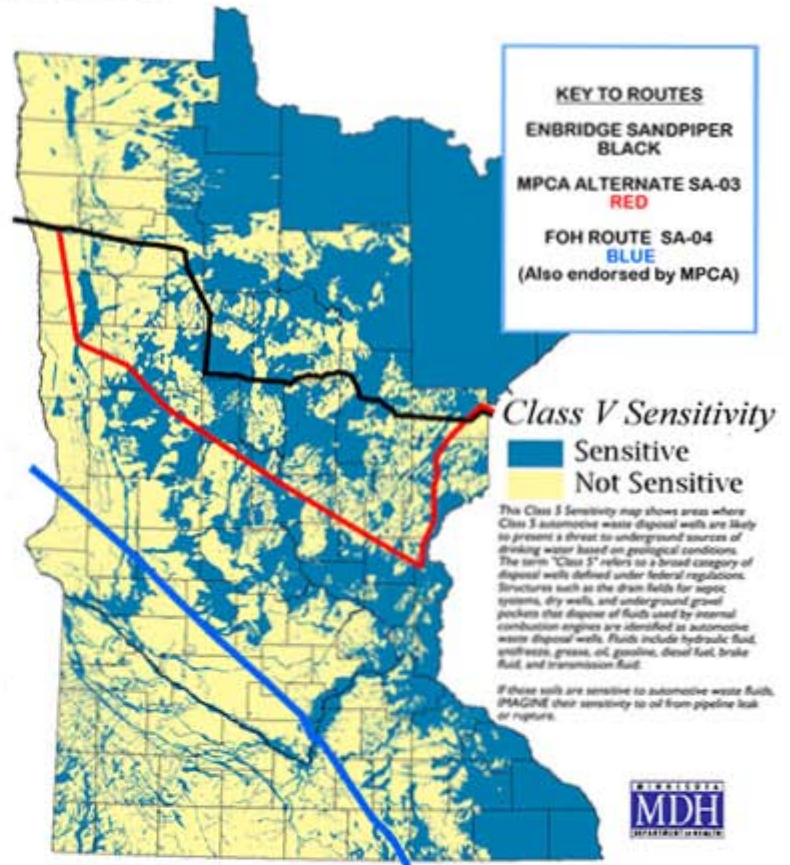 KEY TO ROUTES
ENBRIDGE SANDPIPER
BLACK
MPCA ALTERNATE SA-03
RED
FOH ROUTE SA-04
BLUE
(Also endorsed by MPCA)
Class V Sensitivity
Sensitive
Not Sensitive
This Class 5 Sensitivity map shows areas where
Class 5 automotive waste disposal wells are likely
to present a threat to underground sources of
drinking water based on geological conditions.
The term "Class 5" refers to a broad category of
disposal wells defined under federal regulations.
Structures such as the drain fields for septic
systems, dry wells, and underground gravel
pockets that dispose of fluids used by internal
combustion engines are identified as automotive
waste disposal wells. Fluids include hydraulic fluid,
antifreeze, grease, oil, gasoline, diesel fuel, brake
fluid, and transmission fluid.
If these soils are sensitive to automotive waste fluids,
IMAGINE their sensitivity to oil from pipeline leak
or rupture.
MINNESOTA
MDH
DEPARTMENT of HEALTH